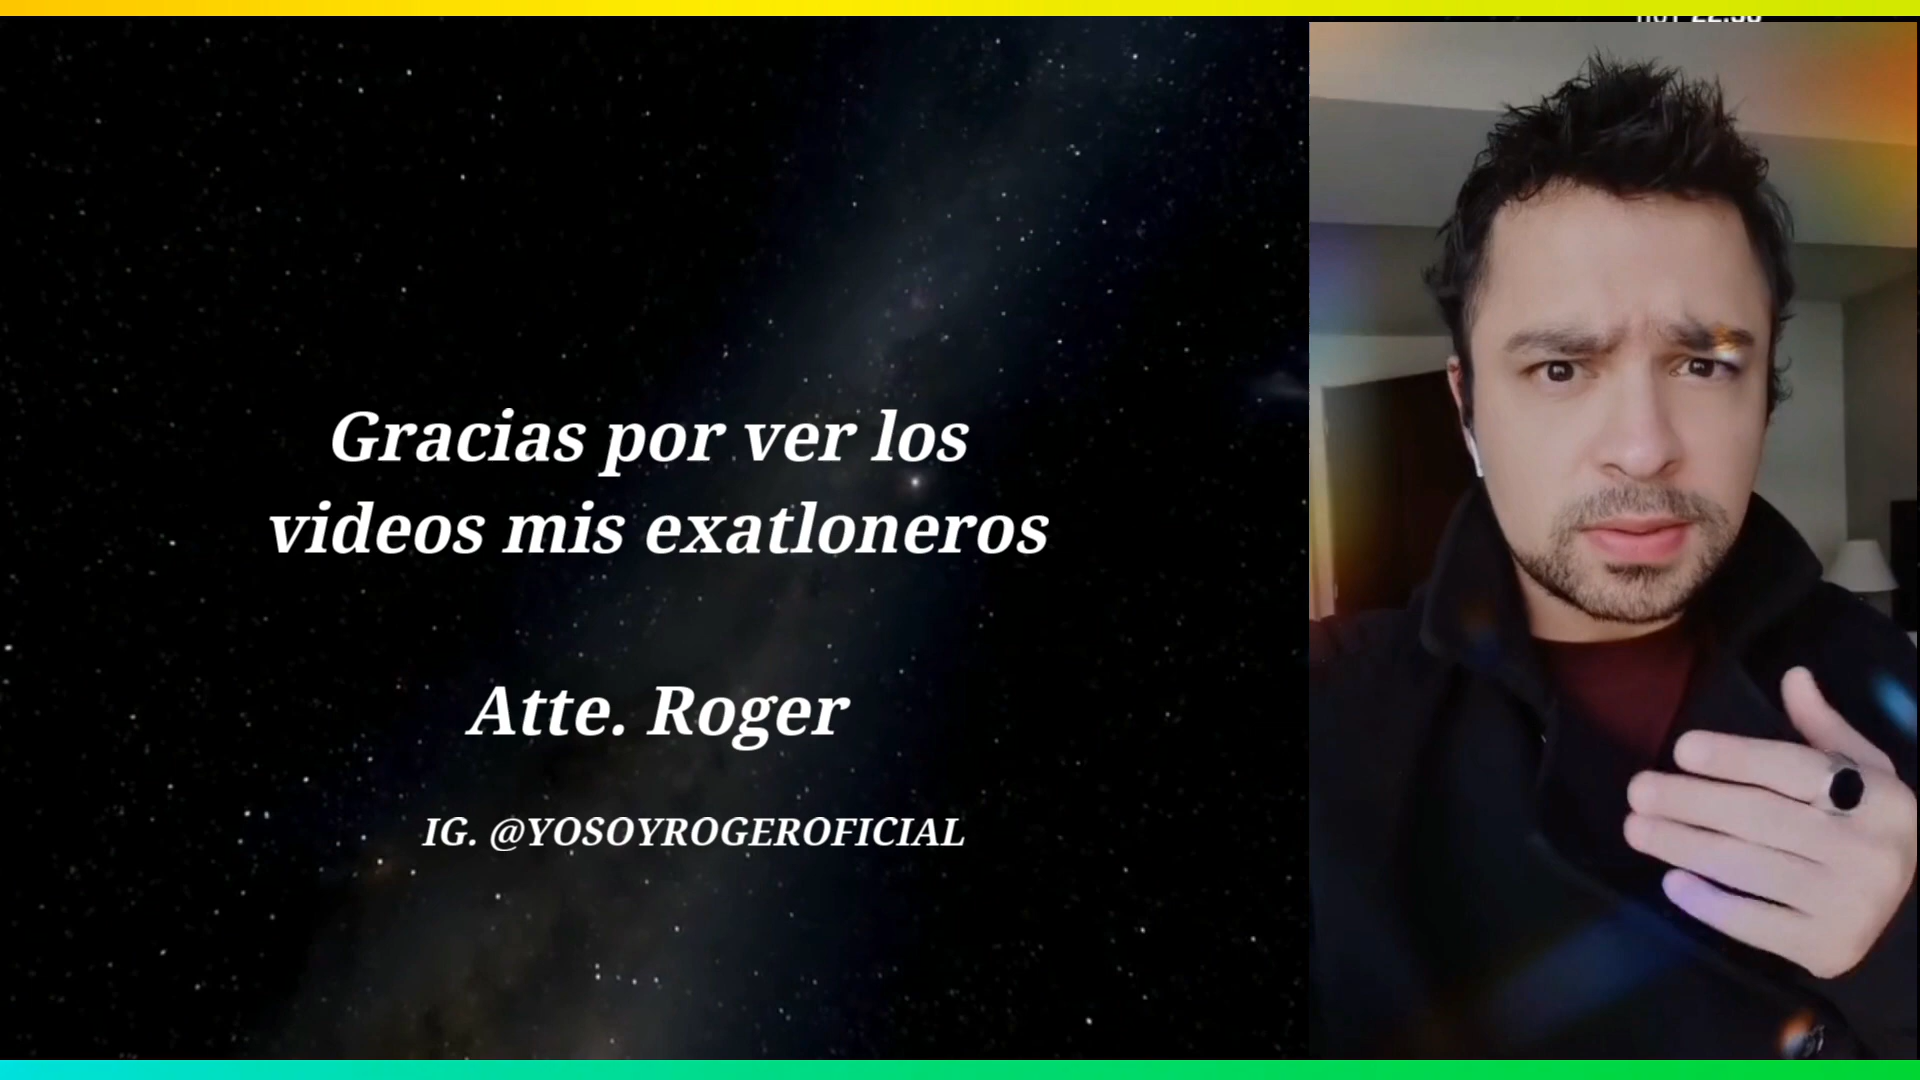 Gracias por ver los
videos mis exatloneros
Atte. Roger
IG. @YOSOYROGEROFICIAL